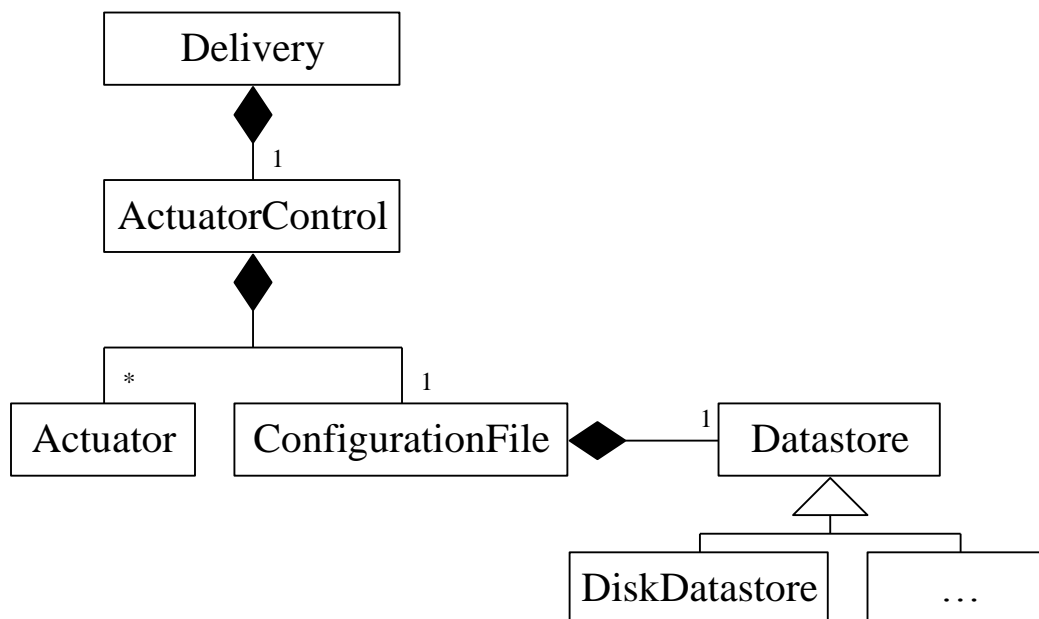 Delivery
1
ActuatorControl
*
1
1
Actuator
ConfigurationFile
Datastore
DiskDatastore
…